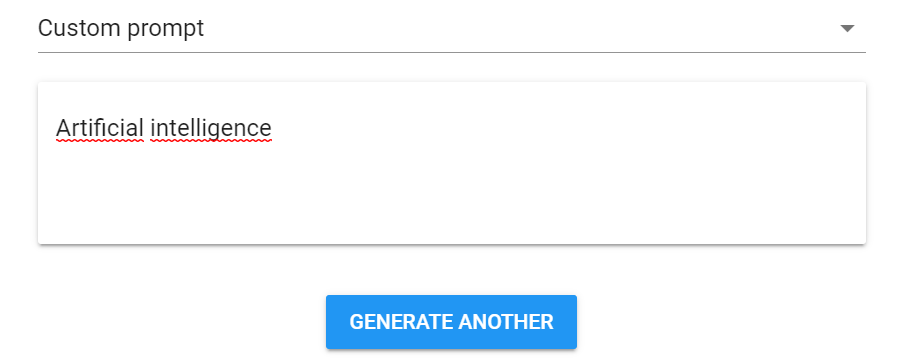 Custom prompt
Artificial intelligence
GENERATE ANOTHER